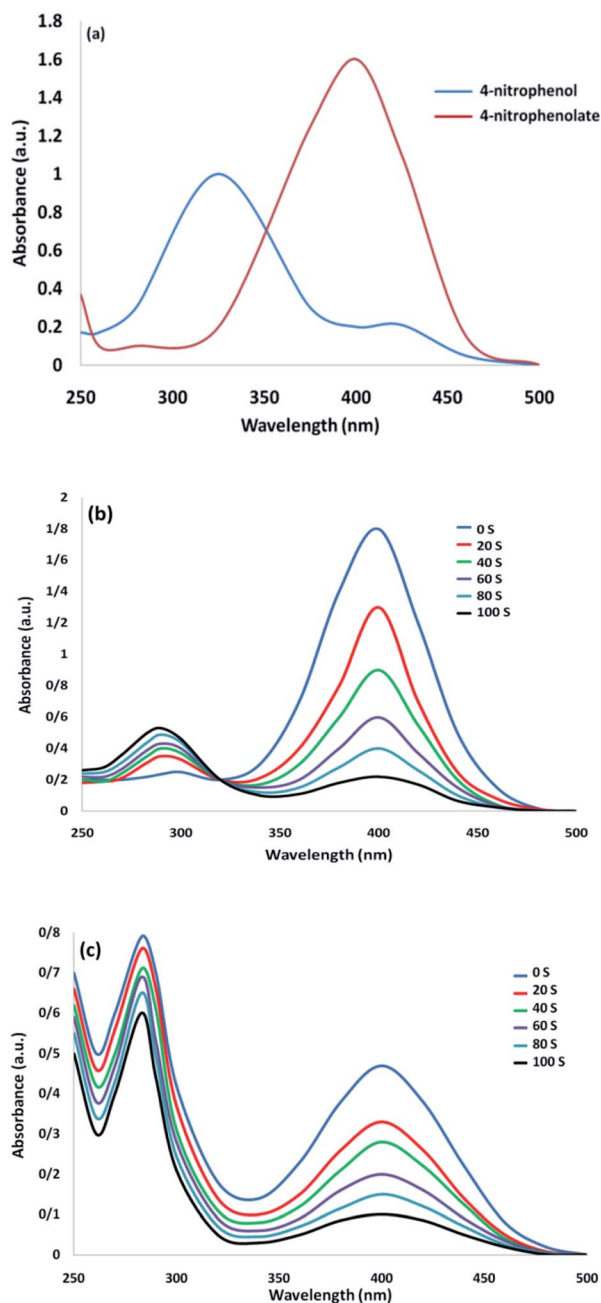 (a)
1.8
1.6
1.4
1.2
1
0.8
0.6
0.4
0.2
0
Absorbance (a.u.)
4-nitrophenol
4-nitrophenolate
250 300 350 400 450 500
Wavelength (nm)
(b)
2
1/8
1/6
1/4
1/2
1
0/8
0/6
0/4
0/2
0
Absorbance (a.u.)
0 S
20 S
40 S
60 S
80 S
100 S
250 300 350 400 450 500
Wavelength (nm)
(c)
0/8
0/7
0/6
0/5
0/4
0/3
0/2
0/1
0
Absorbance (a.u.)
0 S
20 S
40 S
60 S
80 S
100 S
250 300 350 400 450 500
Wavelength (nm)